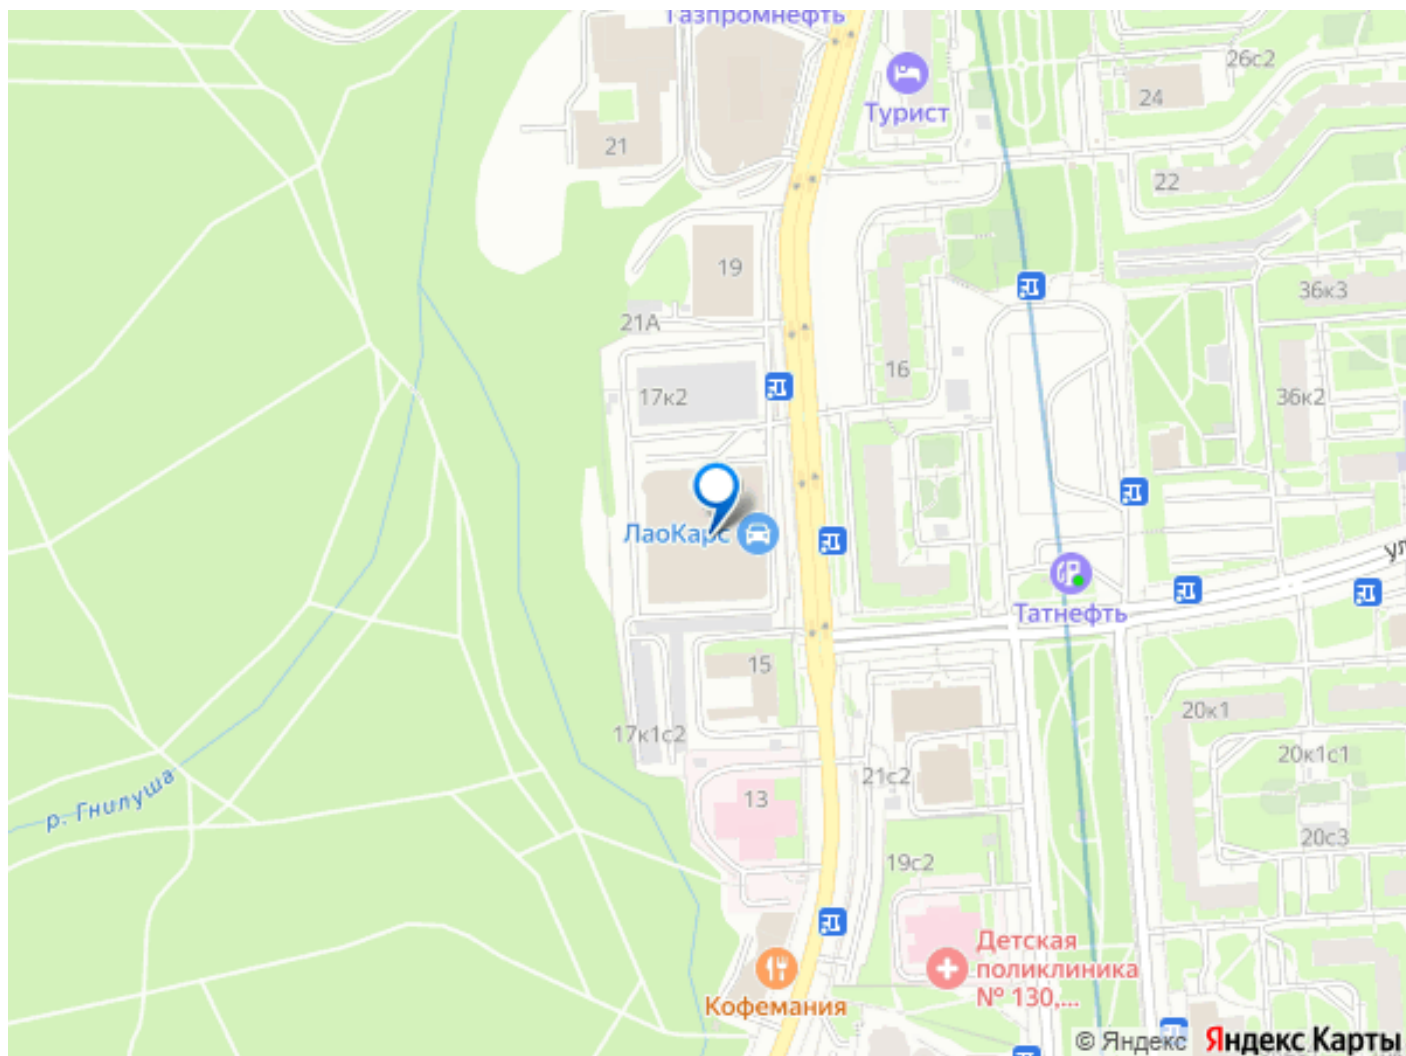 Газпромнефть
26с2
24
Турист
21
22
19
36к3
21А
16
17к2
36к2
ЛаоКарс
ул
Татнефть
15
20к1
17к1с2
20к1с1
21с2
р. Гнилуша
13
20с3
19с2
Детская
поликлиника
№ 130,...
Кофемания
© Яндекс Яндекс Карты